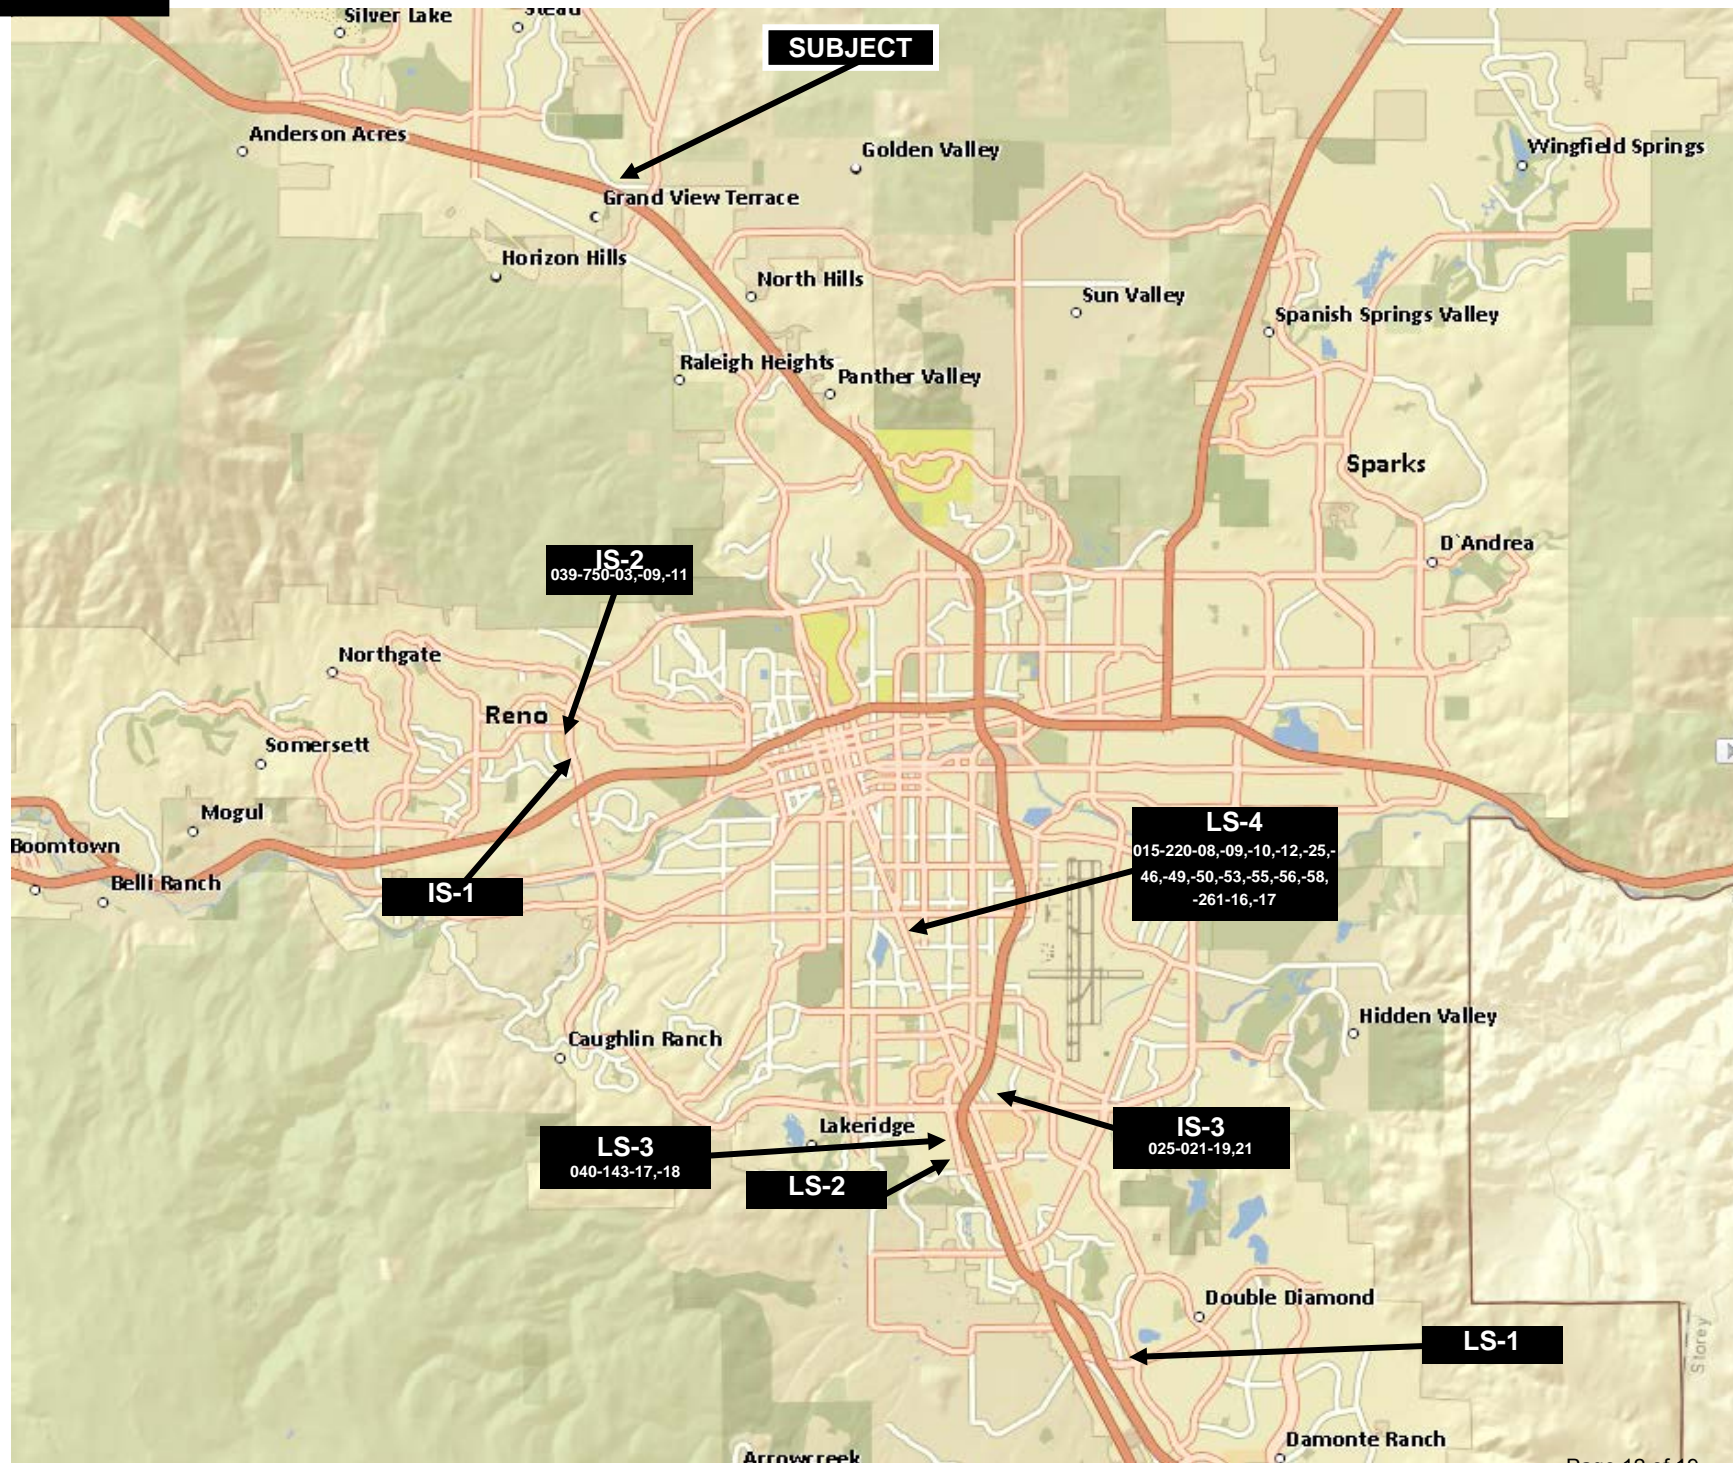 Silver Lake
Stead
SUBJECT
Anderson Acres
Golden Valley
Wingfield Springs
Grand View Terrace
Horizon Hills
North Hills
Sun Valley
Spanish Springs Valley
Raleigh Heights
Panther Valley
Sparks
D'Andrea
IS-2
039-750-03,-09,-11
Northgate
Reno
Somersett
Mogul
Boomtown
Belli Ranch
IS-1
LS-4
015-220-08,-09,-10,-12,-25,-
46,-49,-50,-53,-55,-56,-58,
-261-16,-17
Hidden Valley
Caughlin Ranch
Lakeridge
LS-3
040-143-17,-18
IS-3
025-021-19,21
LS-2
Double Diamond
LS-1
Storey
Damonte Ranch
Arrowcreek